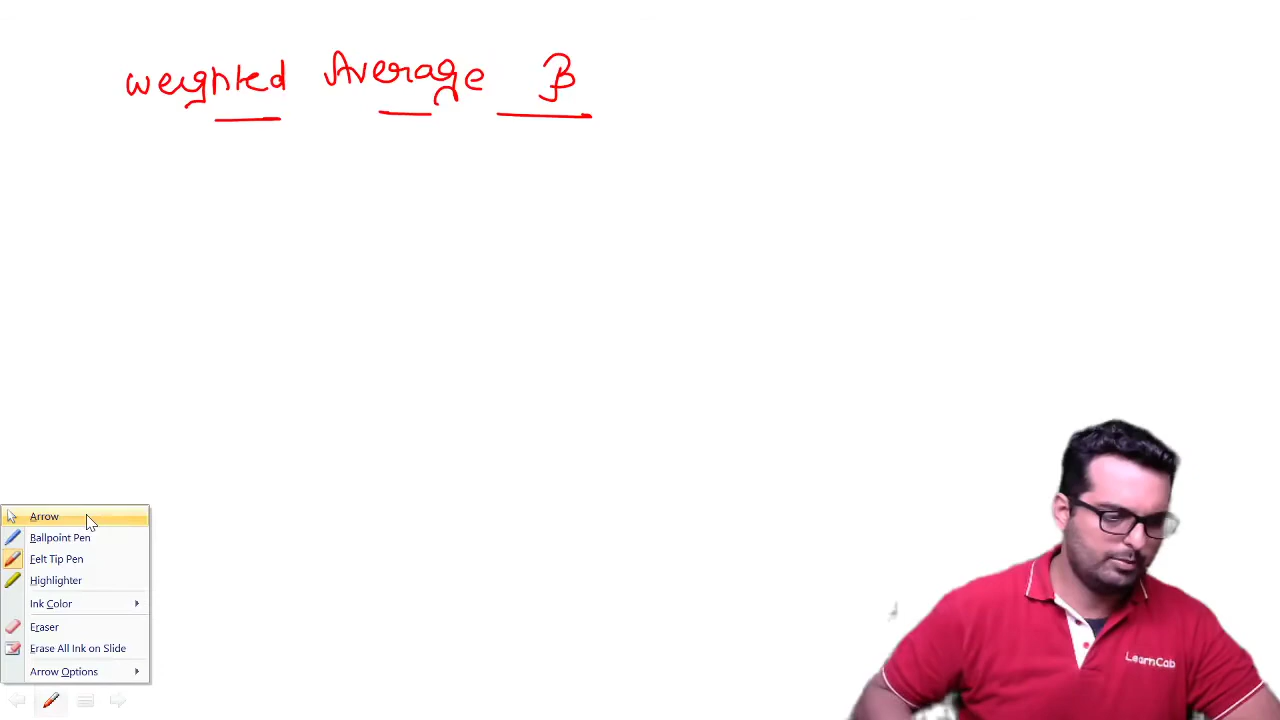 weighted Average β
Arrow
Ballpoint Pen
Felt Tip Pen
Highlighter
Ink Color
Eraser
Erase All Ink on Slide
Arrow Options
LearnCab